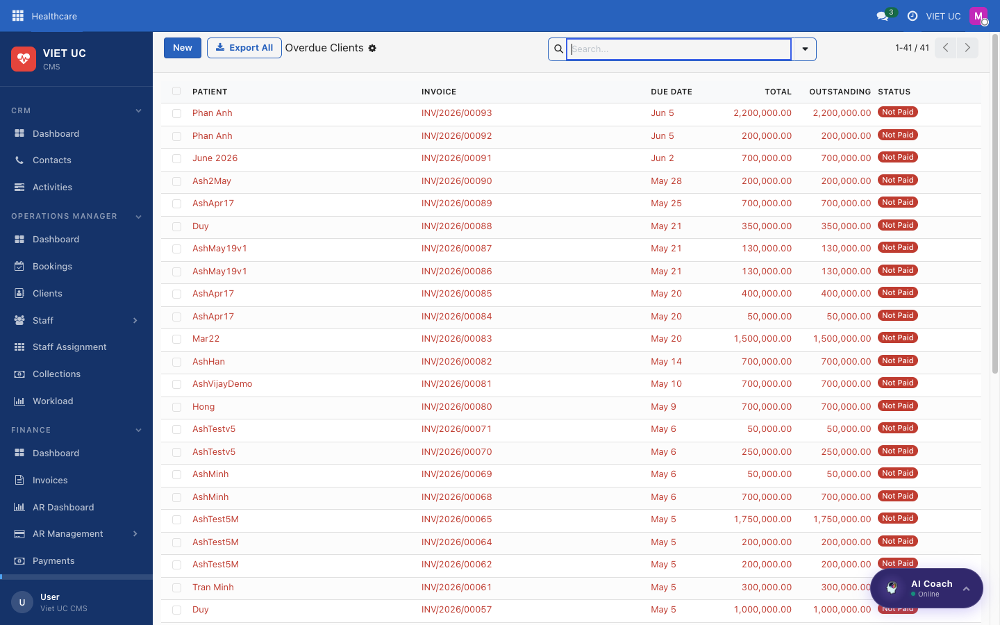 Healthcare
3
VIET UC
M
VIET UC
CMS
CRM
Dashboard
Contacts
Activities
OPERATIONS MANAGER
Dashboard
Bookings
Clients
Staff
Staff Assignment
Collections
Workload
FINANCE
Dashboard
Invoices
AR Dashboard
AR Management
Payments
U
User
Viet UC CMS
New
Export All
Overdue Clients
Search...
1-41 / 41
PATIENT INVOICE DUE DATE TOTAL OUTSTANDING STATUS
Phan Anh INV/2026/00093 Jun 5 2,200,000.00 2,200,000.00 Not Paid
Phan Anh INV/2026/00092 Jun 5 200,000.00 200,000.00 Not Paid
June 2026 INV/2026/00091 Jun 2 700,000.00 700,000.00 Not Paid
Ash2May INV/2026/00090 May 28 200,000.00 200,000.00 Not Paid
AshApr17 INV/2026/00089 May 25 700,000.00 700,000.00 Not Paid
Duy INV/2026/00088 May 21 350,000.00 350,000.00 Not Paid
AshMay19v1 INV/2026/00087 May 21 130,000.00 130,000.00 Not Paid
AshMay19v1 INV/2026/00086 May 21 130,000.00 130,000.00 Not Paid
AshApr17 INV/2026/00085 May 20 400,000.00 400,000.00 Not Paid
AshApr17 INV/2026/00084 May 20 50,000.00 50,000.00 Not Paid
Mar22 INV/2026/00083 May 20 1,500,000.00 1,500,000.00 Not Paid
AshHan INV/2026/00082 May 14 700,000.00 700,000.00 Not Paid
AshVijayDemo INV/2026/00081 May 10 700,000.00 700,000.00 Not Paid
Hong INV/2026/00080 May 9 700,000.00 700,000.00 Not Paid
AshTestv5 INV/2026/00071 May 6 50,000.00 50,000.00 Not Paid
AshTestv5 INV/2026/00070 May 6 250,000.00 250,000.00 Not Paid
AshMinh INV/2026/00069 May 6 50,000.00 50,000.00 Not Paid
AshMinh INV/2026/00068 May 6 700,000.00 700,000.00 Not Paid
AshTest5M INV/2026/00065 May 5 1,750,000.00 1,750,000.00 Not Paid
AshTest5M INV/2026/00064 May 5 200,000.00 200,000.00 Not Paid
AshTest5M INV/2026/00062 May 5 200,000.00 200,000.00 Not Paid
Tran Minh INV/2026/00061 May 5 300,000.00 300,000.00
Duy INV/2026/00057 May 5 1,000,000.00 1,000,000.00 Not Paid
AI Coach
Online